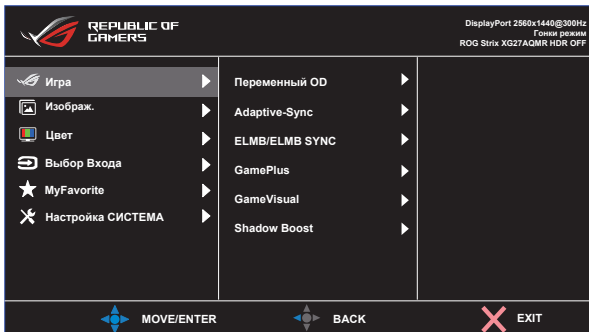 REPUBLIC OF
GAMERS
DisplayPort 2560x1440@300Hz
Гонки режим
ROG Strix XG27AQMR HDR OFF
Игра
Изображ.
Цвет
Выбор Входа
MyFavorite
Настройка СИСТЕМА
Переменный OD
Adaptive-Sync
ELMB/ELMB SYNC
GamePlus
GameVisual
Shadow Boost
MOVE/ENTER
BACK
EXIT